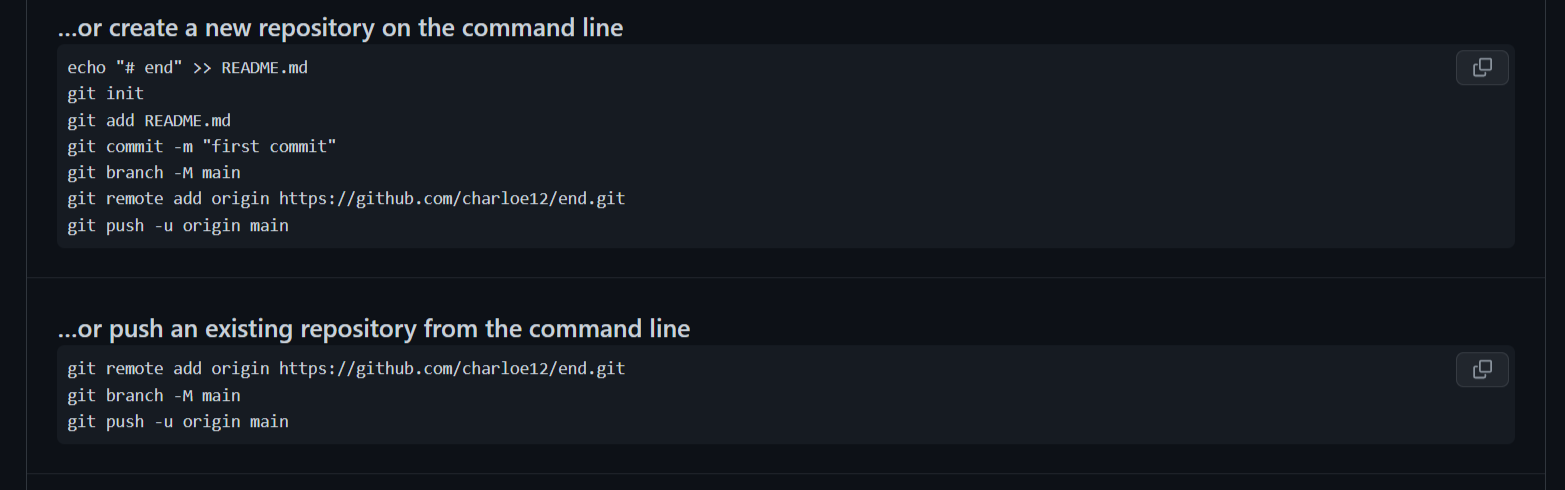 ...or create a new repository on the command line
echo "# end" >> README.md
git init
git add README.md
git commit -m "first commit"
git branch -M main
git remote add origin https://github.com/charloe12/end.git
git push -u origin main
...or push an existing repository from the command line
git remote add origin https://github.com/charloe12/end.git
git branch -M main
git push -u origin main